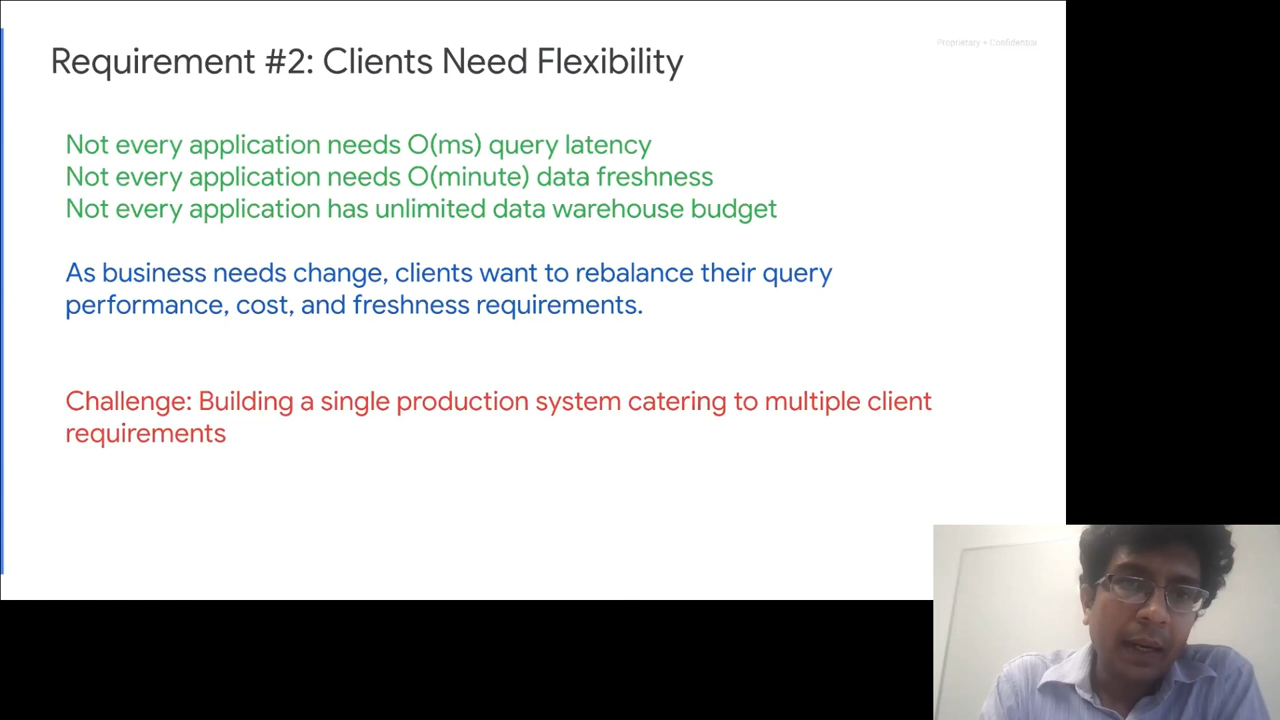 Proprietary + Confidential
Requirement #2: Clients Need Flexibility
Not every application needs O(ms) query latency
Not every application needs O(minute) data freshness
Not every application has unlimited data warehouse budget
As business needs change, clients want to rebalance their query
performance, cost, and freshness requirements.
Challenge: Building a single production system catering to multiple client
requirements